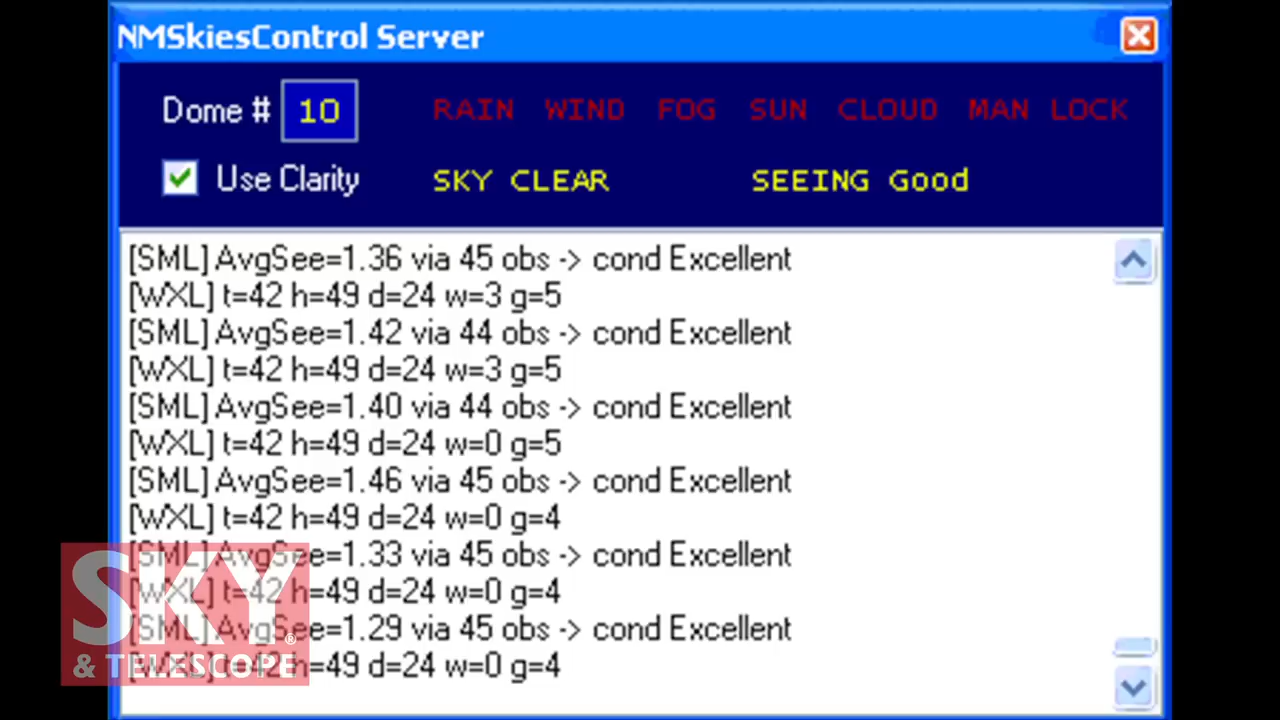 NMSkiesControl Server
Dome # 10 RAIN WIND FOG SUN CLOUD MAN LOCK
Use Clarity SKY CLEAR SEEING Good
[SML] AvgSee=1.36 via 45 obs -> cond Excellent
[WXL] t=42 h=49 d=24 w=3 g=5
[SML] AvgSee=1.42 via 44 obs -> cond Excellent
[WXL] t=42 h=49 d=24 w=3 g=5
[SML] AvgSee=1.40 via 44 obs -> cond Excellent
[WXL] t=42 h=49 d=24 w=0 g=5
[SML] AvgSee=1.46 via 45 obs -> cond Excellent
[WXL] t=42 h=49 d=24 w=0 g=4
[SML] AvgSee=1.33 via 45 obs -> cond Excellent
[WXL] t=42 h=49 d=24 w=0 g=4
[SML] AvgSee=1.29 via 45 obs -> cond Excellent
[WXL] t=42 h=49 d=24 w=0 g=4
SKY®
& TELESCOPE